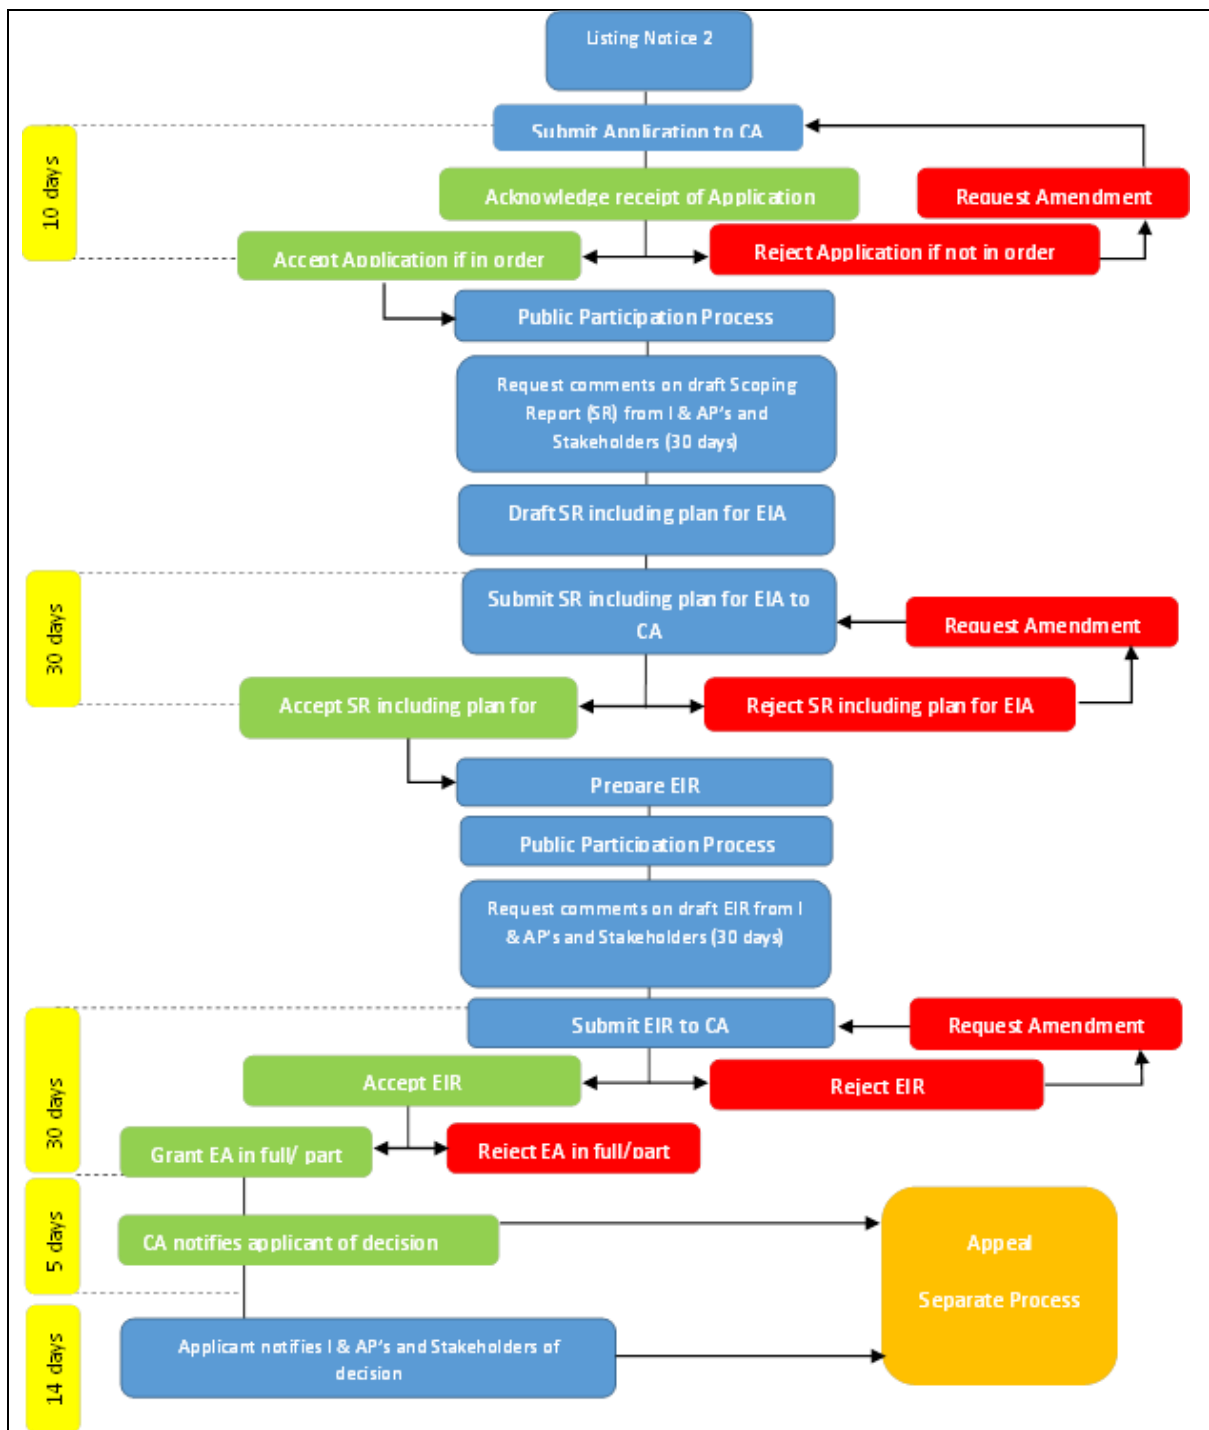 Listing Notice 2
Submit Application to CA
10 days
Acknowledge receipt of Application
Request Amendment
Accept Application if in order
Reject Application if not in order
Public Participation Process
Request comments on draft Scoping
Report (SR) from I & AP's and
Stakeholders (30 days)
Draft SR including plan for EIA
30 days
Submit SR including plan for EIA to
CA
Request Amendment
Accept SR including plan for
Reject SR including plan for EIA
Prepare EIR
Public Participation Process
Request comments on draft EIR from I
& AP's and Stakeholders (30 days)
30 days
Submit EIR to CA
Request Amendment
Accept EIR
Reject EIR
Grant EA in full/ part
Reject EA in full/part
5 days
CA notifies applicant of decision
Appeal
Separate Process
14 days
Applicant notifies I & AP's and Stakeholders of
decision